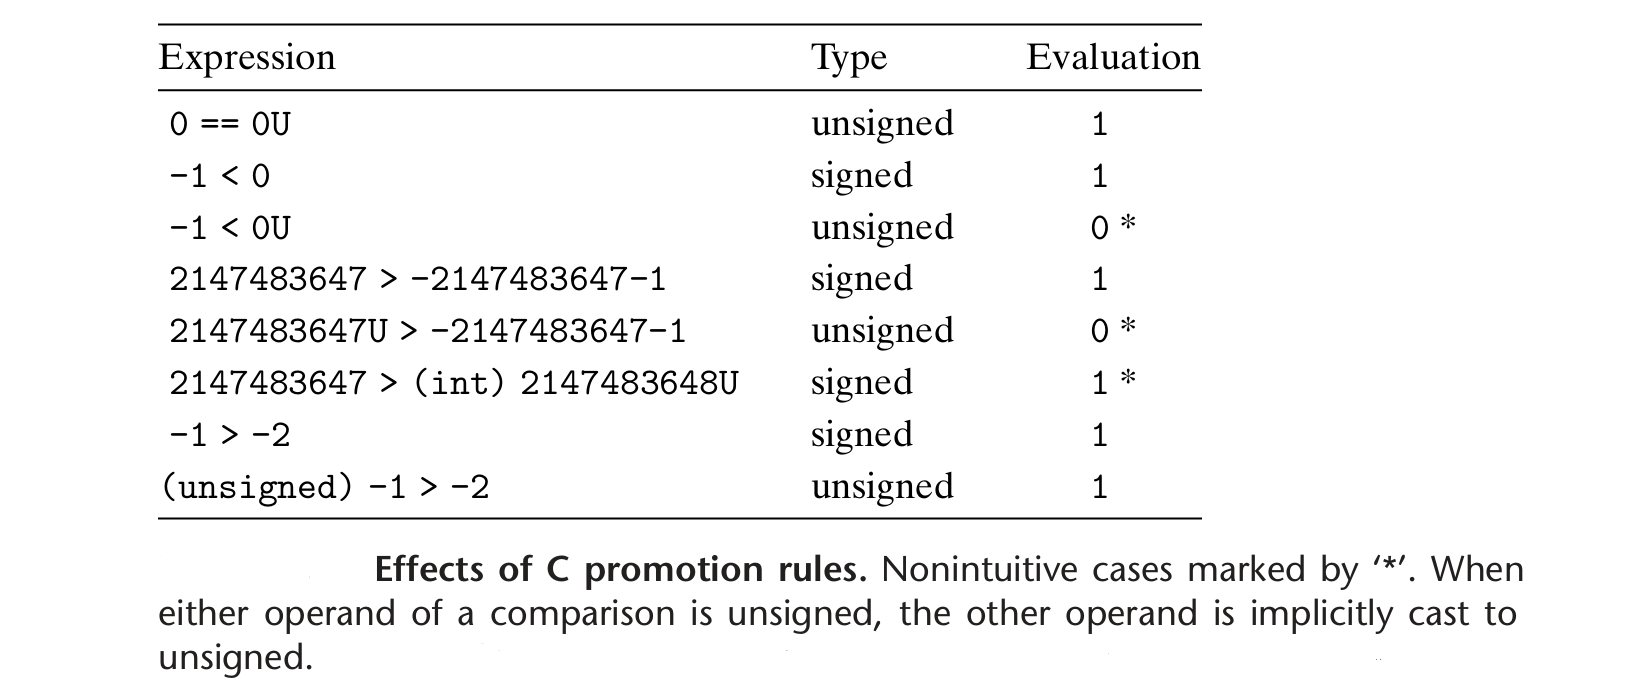 Expression Type Evaluation
0 == 0U unsigned 1
-1 < 0 signed 1
-1 < 0U unsigned 0 *
2147483647 > -2147483647-1 signed 1
2147483647U > -2147483647-1 unsigned 0 *
2147483647 > (int) 2147483648U signed 1 *
-1 > -2 signed 1
(unsigned) -1 > -2 unsigned 1
Effects of C promotion rules. Nonintuitive cases marked by ‘*’. When
either operand of a comparison is unsigned, the other operand is implicitly cast to
unsigned.